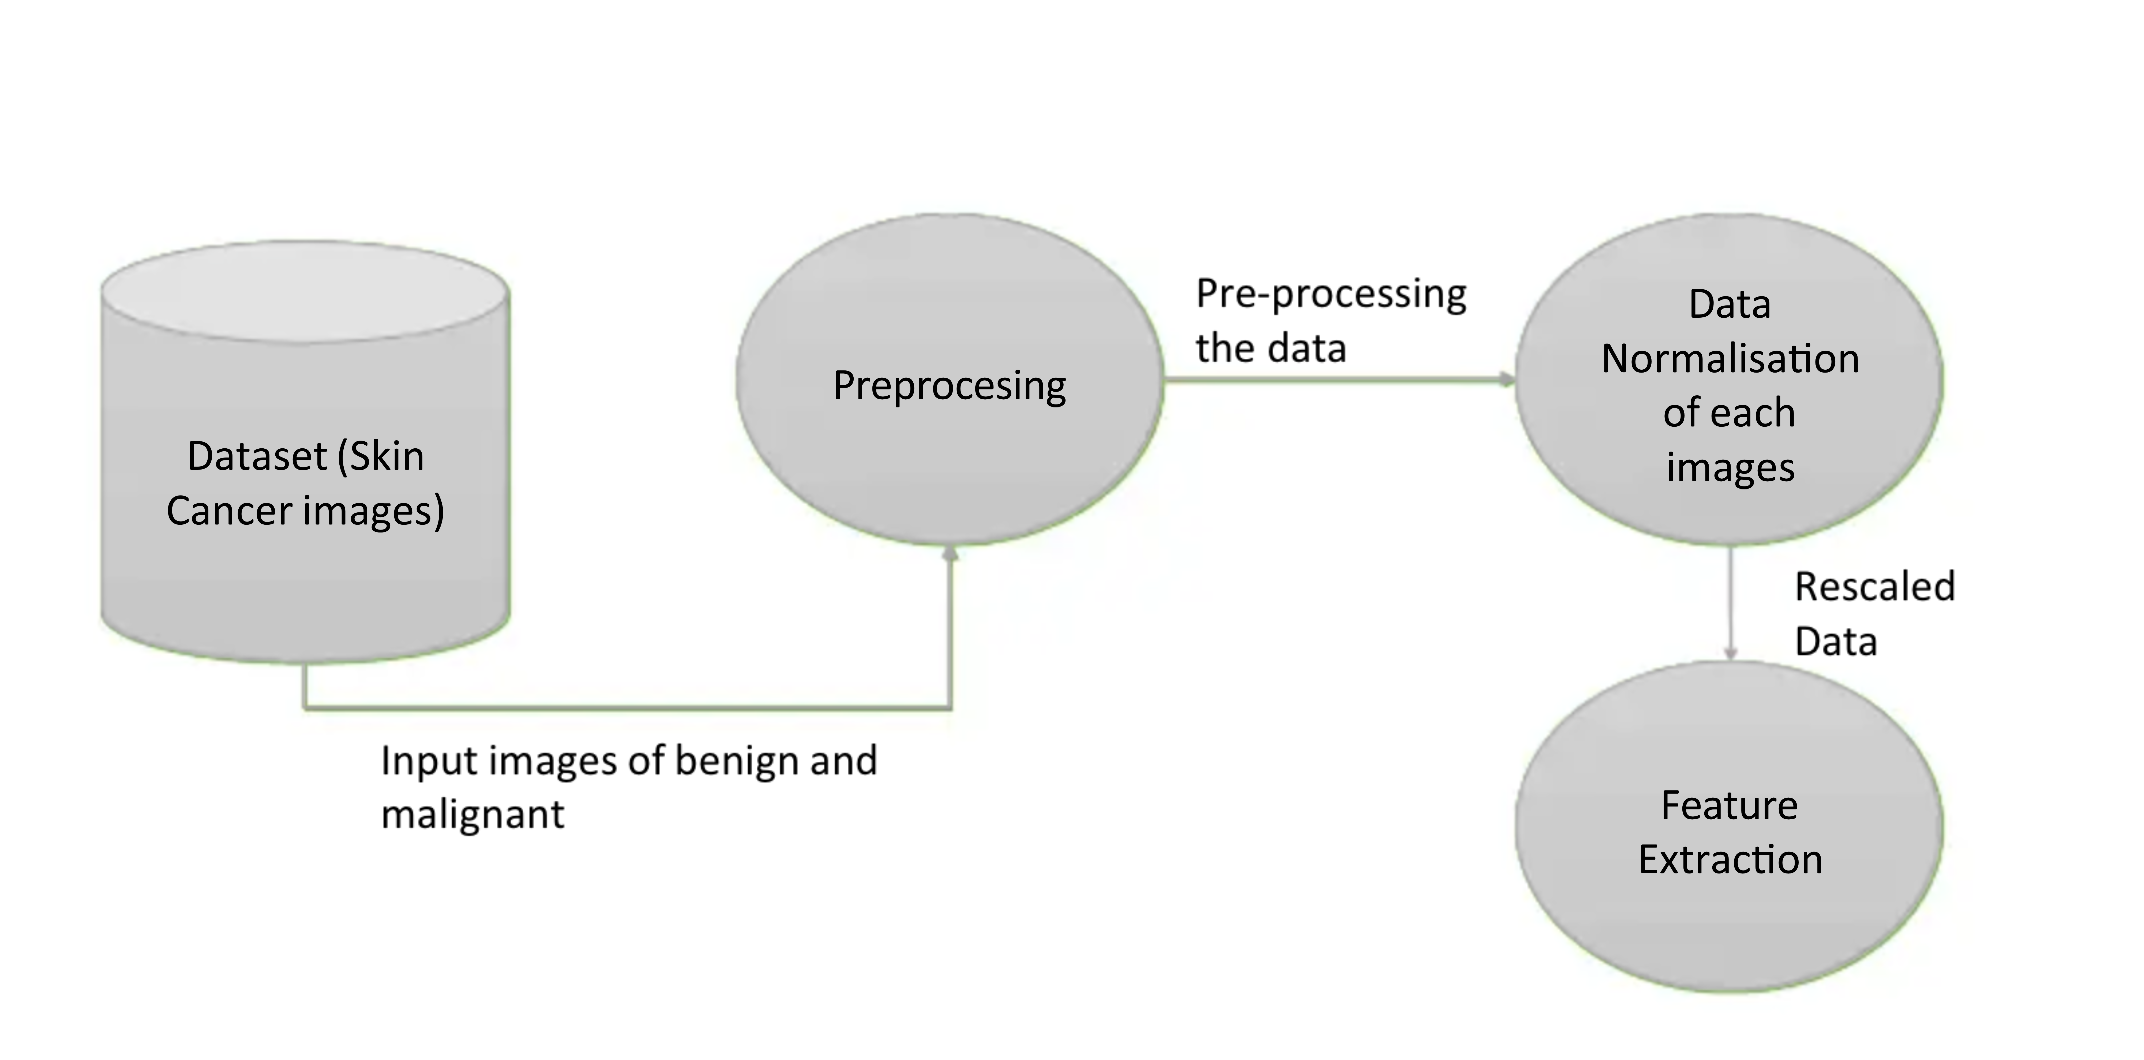 Dataset (Skin
Cancer images)
Input images of benign and
malignant
Preprocesing
Pre-processing
the data
Data
Normalisation
of each
images
Rescaled
Data
Feature
Extraction